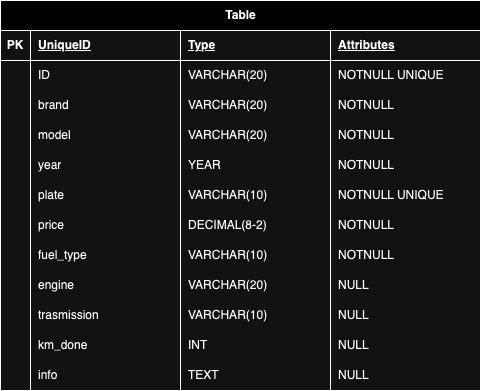 Table
PK UniqueID Type Attributes
ID VARCHAR(20) NOTNULL UNIQUE
brand VARCHAR(20) NOTNULL
model VARCHAR(20) NOTNULL
year YEAR NOTNULL
plate VARCHAR(10) NOTNULL UNIQUE
price DECIMAL(8-2) NOTNULL
fuel_type VARCHAR(10) NOTNULL
engine VARCHAR(20) NULL
trasmission VARCHAR(10) NULL
km_done INT NULL
info TEXT NULL